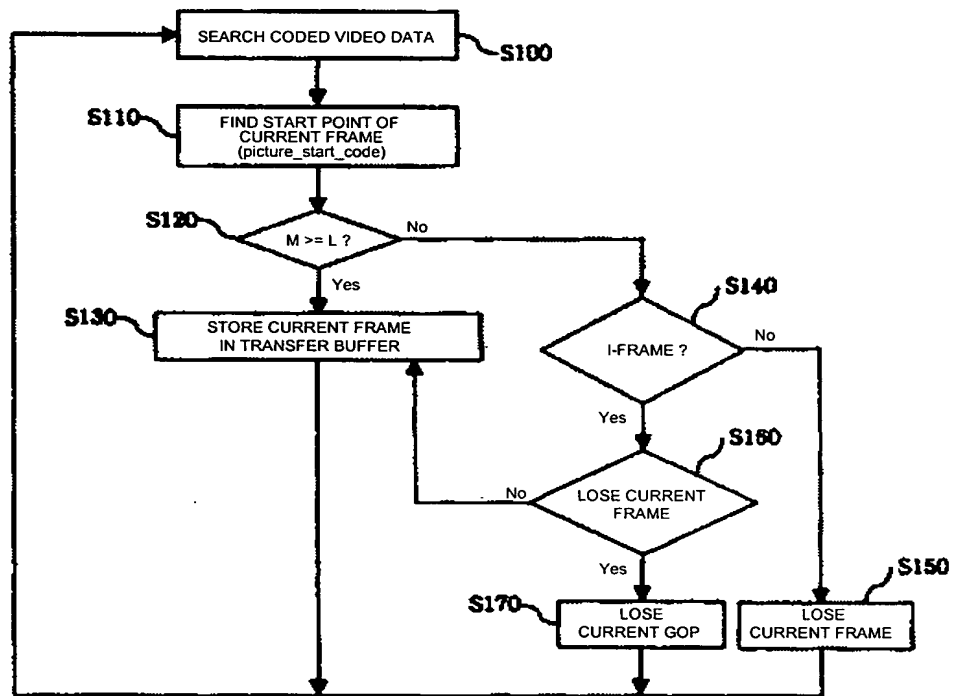 SEARCH CODED VIDEO DATA
S100
S110
FIND START POINT OF
CURRENT FRAME
(picture_start_code)
S120
M >= L ?
No
Yes
S130
STORE CURRENT FRAME
IN TRANSFER BUFFER
S140
I-FRAME ?
No
Yes
S160
LOSE CURRENT
FRAME
No
Yes
S170
LOSE
CURRENT GOP
S150
LOSE
CURRENT FRAME